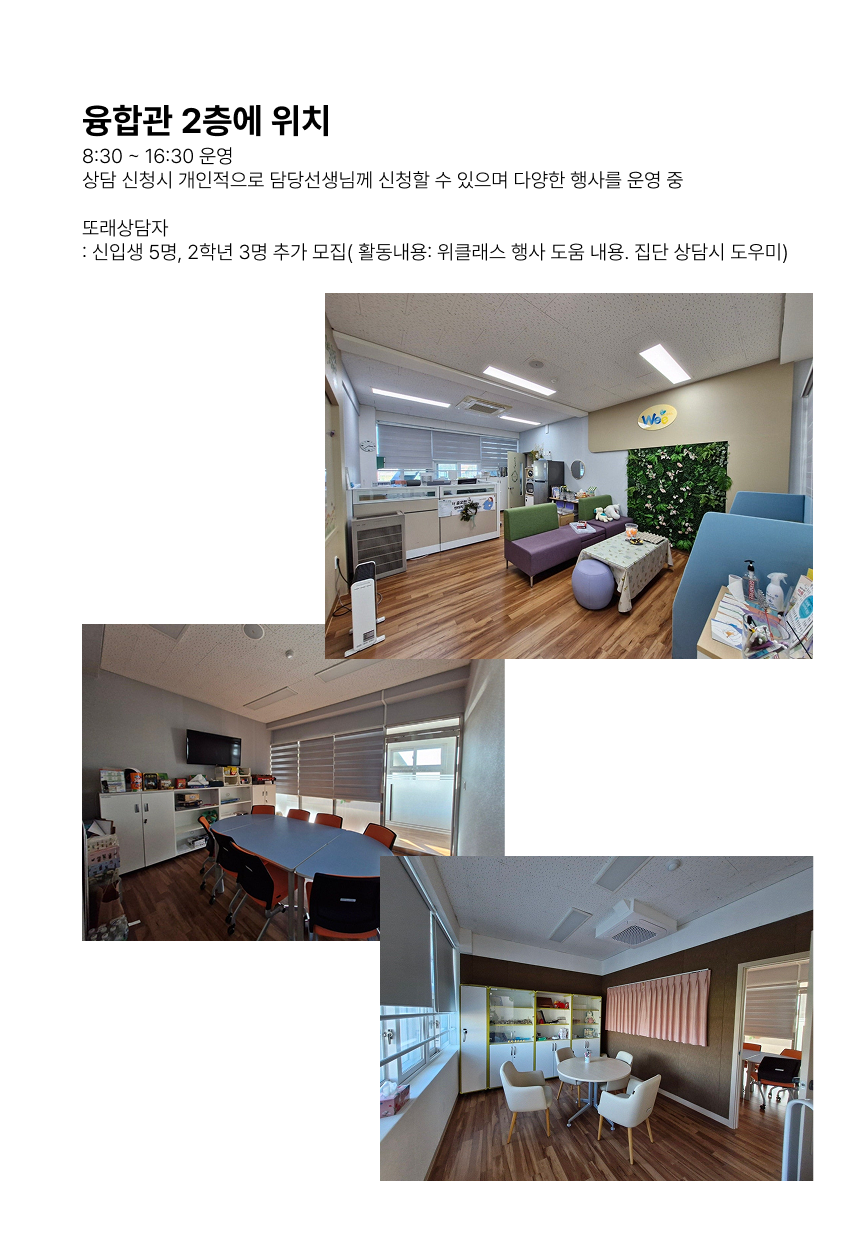 융합관 2층에 위치
8:30 ~ 16:30 운영
상담 신청시 개인적으로 담당선생님께 신청할 수 있으며 다양한 행사를 운영 중
또래상담자
: 신입생 5명, 2학년 3명 추가 모집( 활동내용: 위클래스 행사 도움 내용. 집단 상담시 도우미)
Wee